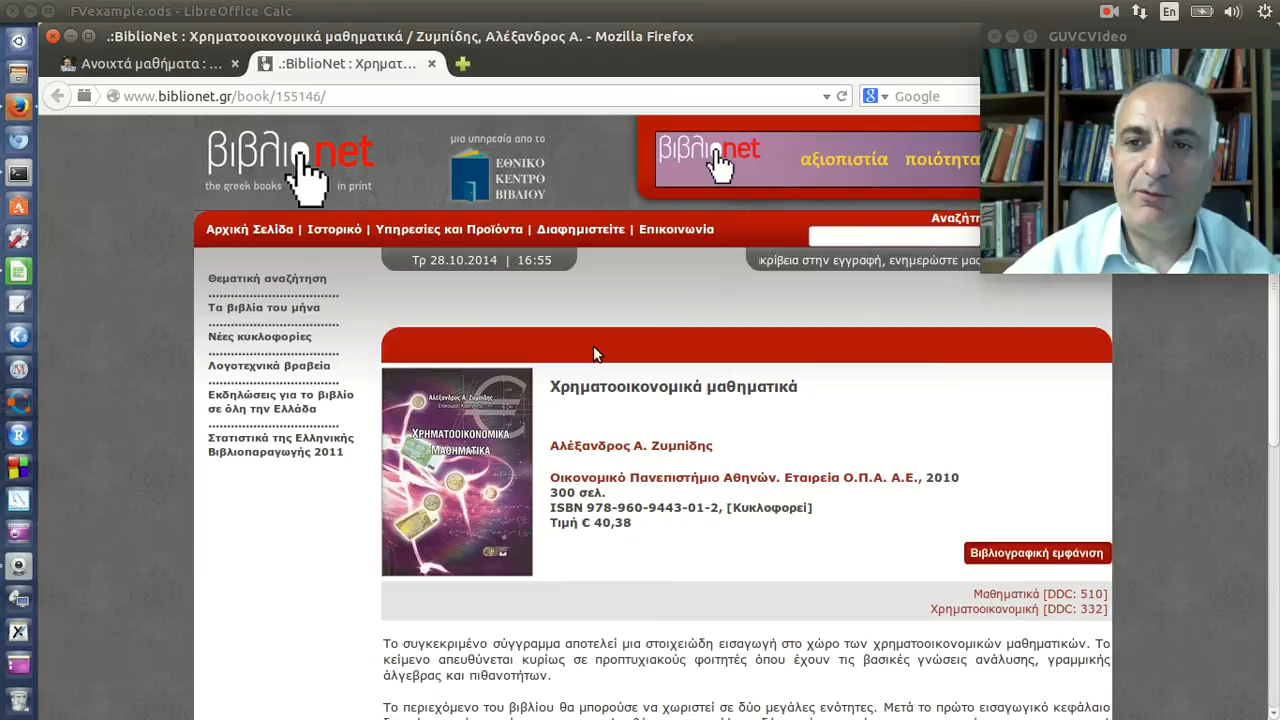 FVexample.ods - LibreOffice Calc
En
.:BiblioNet : Χρηματοοικονομικά μαθηματικά / Ζυμπίδης, Αλέξανδρος Α. - Mozilla Firefox
GUVCVIdeo
Ανοιχτά μαθήματα : ...
.:BiblioNet : Χρηματ...
www.biblionet.gr/book/155146/
Google
βιβλιοnet
the greek books in print
μια υπηρεσία απο το
ΕΘΝΙΚΟ
ΚΕΝΤΡΟ
ΒΙΒΛΙΟΥ
βιβλιοnet
αξιοπιστία ποιότητα
Αναζήτη
Αρχική Σελίδα | Ιστορικό | Υπηρεσίες και Προϊόντα | Διαφημιστείτε | Επικοινωνία
Τρ 28.10.2014 | 16:55
κρίβεια στην εγγραφή, ενημερώστε μας
Θεματική αναζήτηση
Τα βιβλία του μήνα
Νέες κυκλοφορίες
Λογοτεχνικά βραβεία
Εκδηλώσεις για το βιβλίο
σε όλη την Ελλάδα
Στατιστικά της Ελληνικής
Βιβλιοπαραγωγής 2011
Αλέξανδρος Α. Ζυμπίδης
Επίκουρος Καθηγητής
ΧΡΗΜΑΤΟΟΙΚΟΝΟΜΙΚΑ
ΜΑΘΗΜΑΤΙΚΑ
Χρηματοοικονομικά μαθηματικά
Αλέξανδρος Α. Ζυμπίδης
Οικονομικό Πανεπιστήμιο Αθηνών. Εταιρεία Ο.Π.Α. Α.Ε., 2010
300 σελ.
ISBN 978-960-9443-01-2, [Κυκλοφορεί]
Τιμή € 40,38
Βιβλιογραφική εμφάνιση
Μαθηματικά [DDC: 510]
Χρηματοοικονομική [DDC: 332]
Το συγκεκριμένο σύγγραμμα αποτελεί μια στοιχειώδη εισαγωγή στο χώρο των χρηματοοικονομικών μαθηματικών. Το
κείμενο απευθύνεται κυρίως σε προπτυχιακούς φοιτητές όπου έχουν τις βασικές γνώσεις ανάλυσης, γραμμικής
άλγεβρας και πιθανοτήτων.
Το περιεχόμενο του βιβλίου θα μπορούσε να χωριστεί σε δύο μεγάλες ενότητες. Μετά το πρώτο εισαγωγικό κεφάλαιο